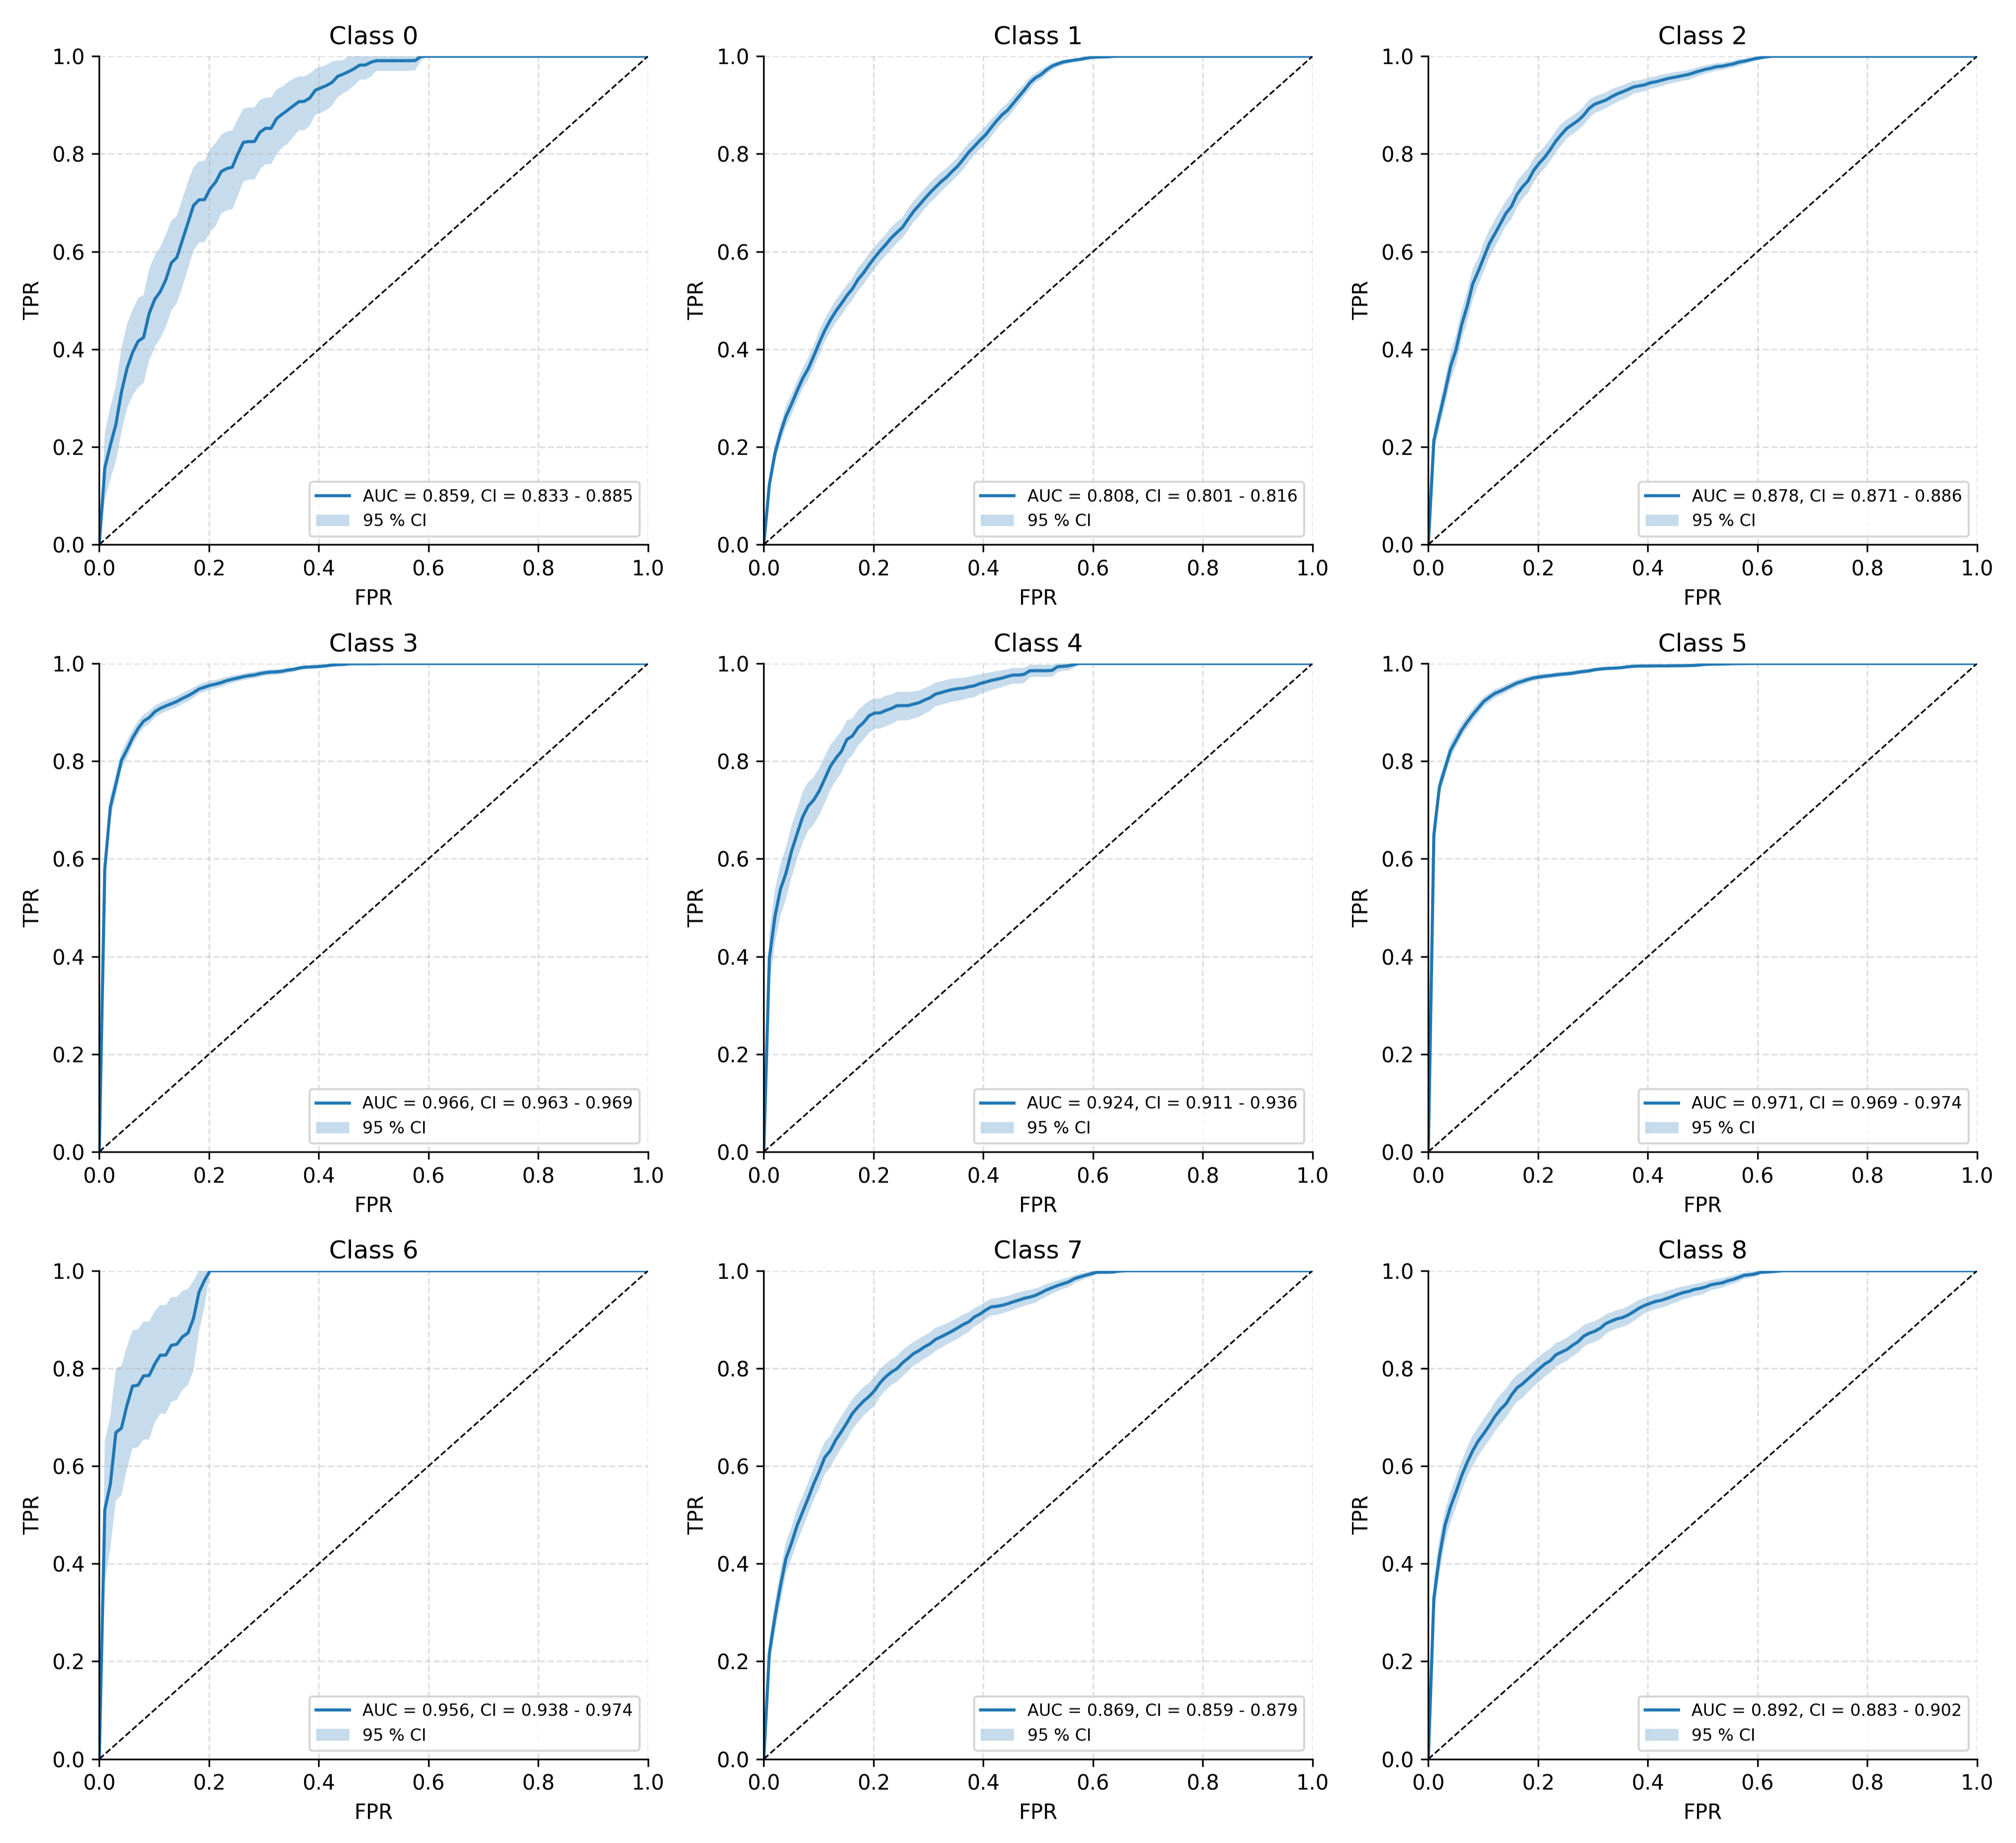 Class 0
1.0
0.8
0.6
0.4
0.2
0.0
TPR
AUC = 0.859, CI = 0.833 - 0.885
95 % CI
0.0 0.2 0.4 0.6 0.8 1.0
FPR
Class 1
1.0
0.8
0.6
0.4
0.2
0.0
TPR
AUC = 0.808, CI = 0.801 - 0.816
95 % CI
0.0 0.2 0.4 0.6 0.8 1.0
FPR
Class 2
1.0
0.8
0.6
0.4
0.2
0.0
TPR
AUC = 0.878, CI = 0.871 - 0.886
95 % CI
0.0 0.2 0.4 0.6 0.8 1.0
FPR
Class 3
1.0
0.8
0.6
0.4
0.2
0.0
TPR
AUC = 0.966, CI = 0.963 - 0.969
95 % CI
0.0 0.2 0.4 0.6 0.8 1.0
FPR
Class 4
1.0
0.8
0.6
0.4
0.2
0.0
TPR
AUC = 0.924, CI = 0.911 - 0.936
95 % CI
0.0 0.2 0.4 0.6 0.8 1.0
FPR
Class 5
1.0
0.8
0.6
0.4
0.2
0.0
TPR
AUC = 0.971, CI = 0.969 - 0.974
95 % CI
0.0 0.2 0.4 0.6 0.8 1.0
FPR
Class 6
1.0
0.8
0.6
0.4
0.2
0.0
TPR
AUC = 0.956, CI = 0.938 - 0.974
95 % CI
0.0 0.2 0.4 0.6 0.8 1.0
FPR
Class 7
1.0
0.8
0.6
0.4
0.2
0.0
TPR
AUC = 0.869, CI = 0.859 - 0.879
95 % CI
0.0 0.2 0.4 0.6 0.8 1.0
FPR
Class 8
1.0
0.8
0.6
0.4
0.2
0.0
TPR
AUC = 0.892, CI = 0.883 - 0.902
95 % CI
0.0 0.2 0.4 0.6 0.8 1.0
FPR